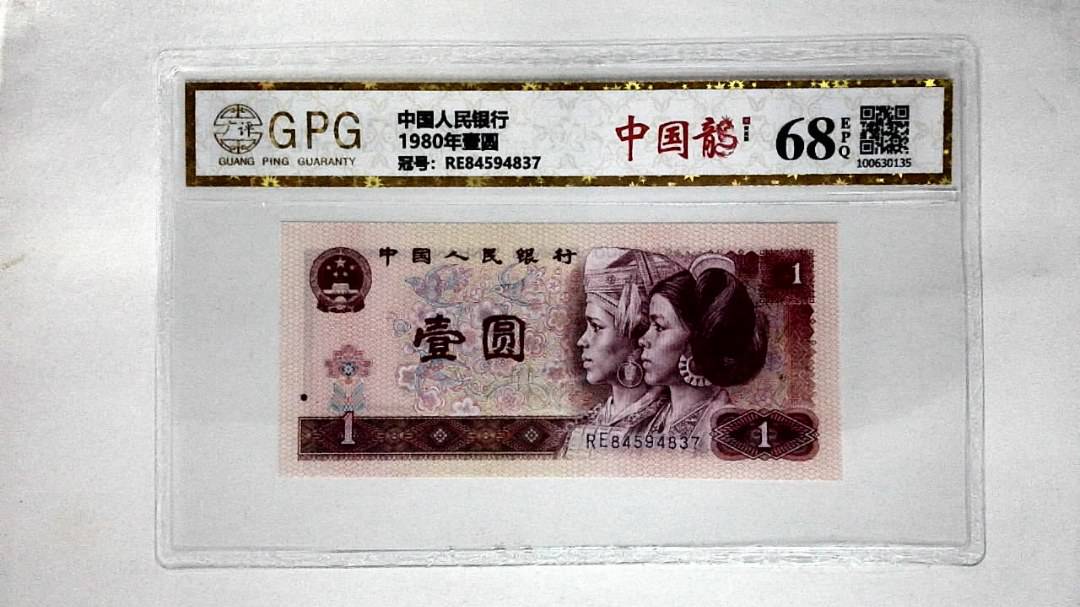 广评
GPG
GUANG PING GUARANTY
中国人民银行
1980年壹圆
冠号：RE84594837
中国龍
68
EPQ
100630135
中国人民银行
1
壹圆
1
RE84594837
1